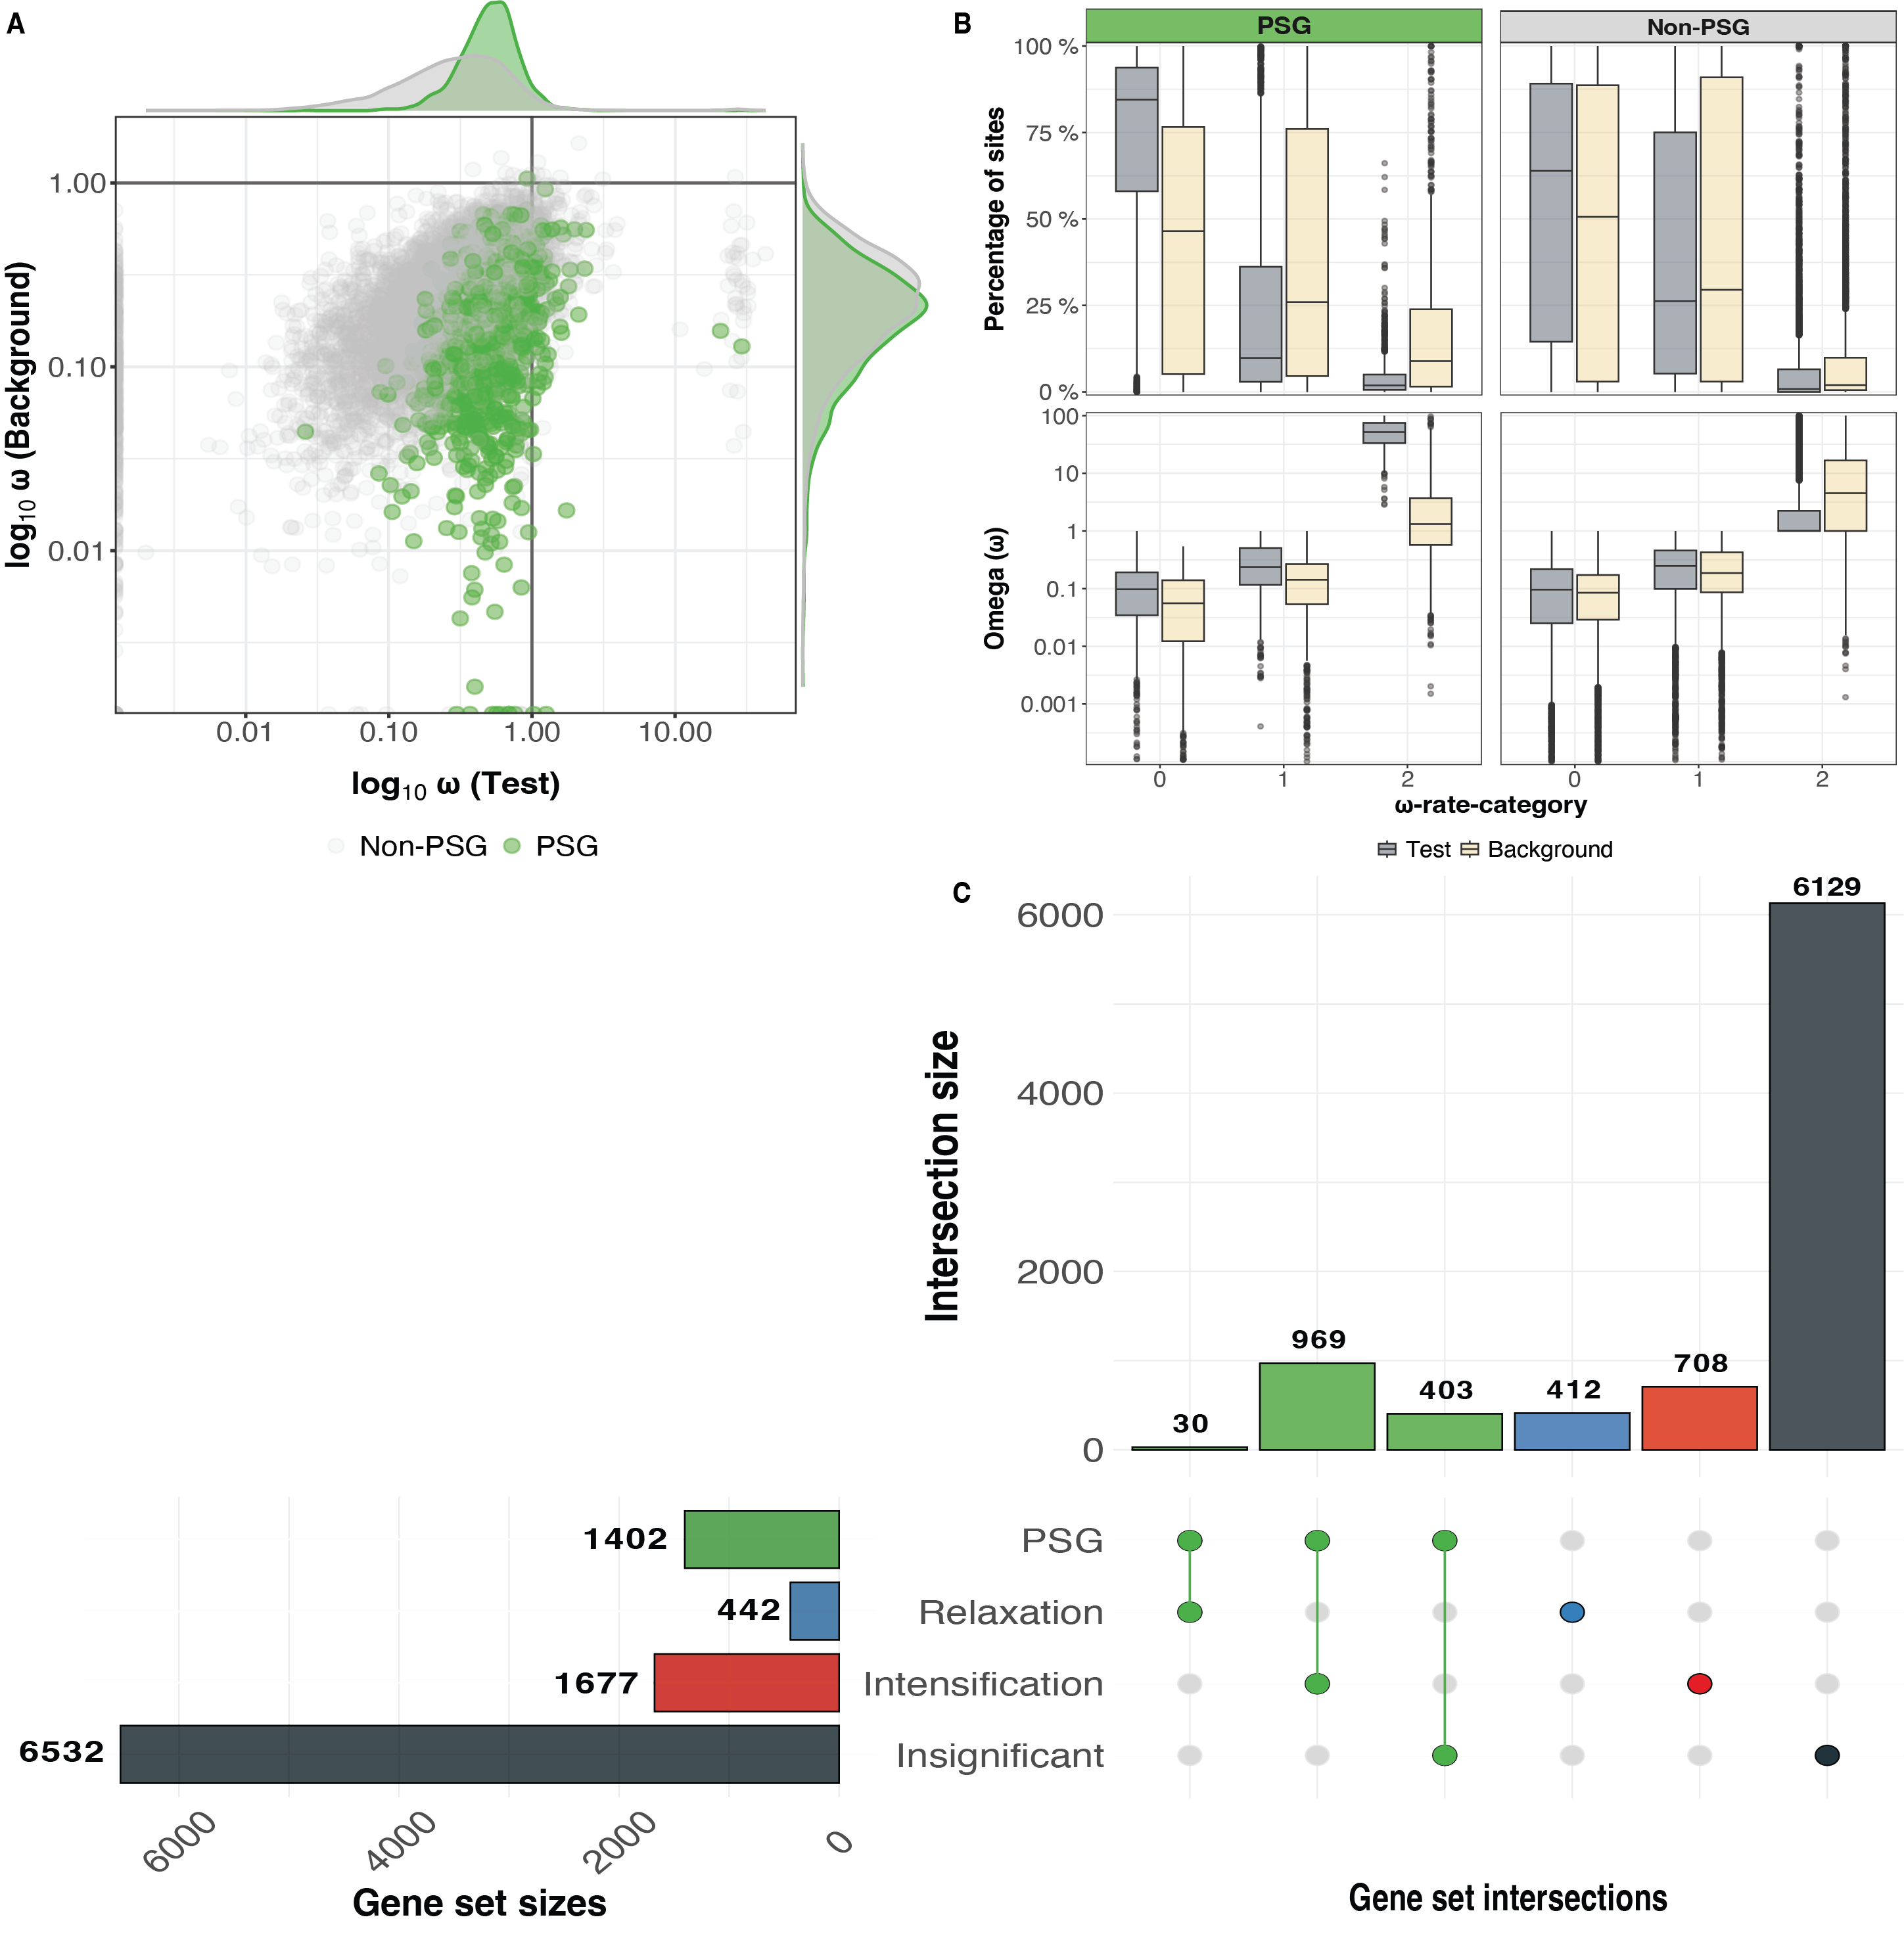 A
1.00
0.10
0.01
log10 ω (Background)
0.01 0.10 1.00 10.00
log10 ω (Test)
Non-PSG PSG
B
PSG Non-PSG
100 %
75 %
50 %
25 %
0 %
Percentage of sites
100
10
1
0.1
0.01
0.001
Omega (ω)
0 1 2 0 1 2
ω-rate-category
Test Background
C
6000
4000
2000
0
Intersection size
30
969
403
412
708
6129
PSG
Relaxation
Intensification
Insignificant
1402
442
1677
6532
6000 4000 2000 0
Gene set sizes
Gene set intersections